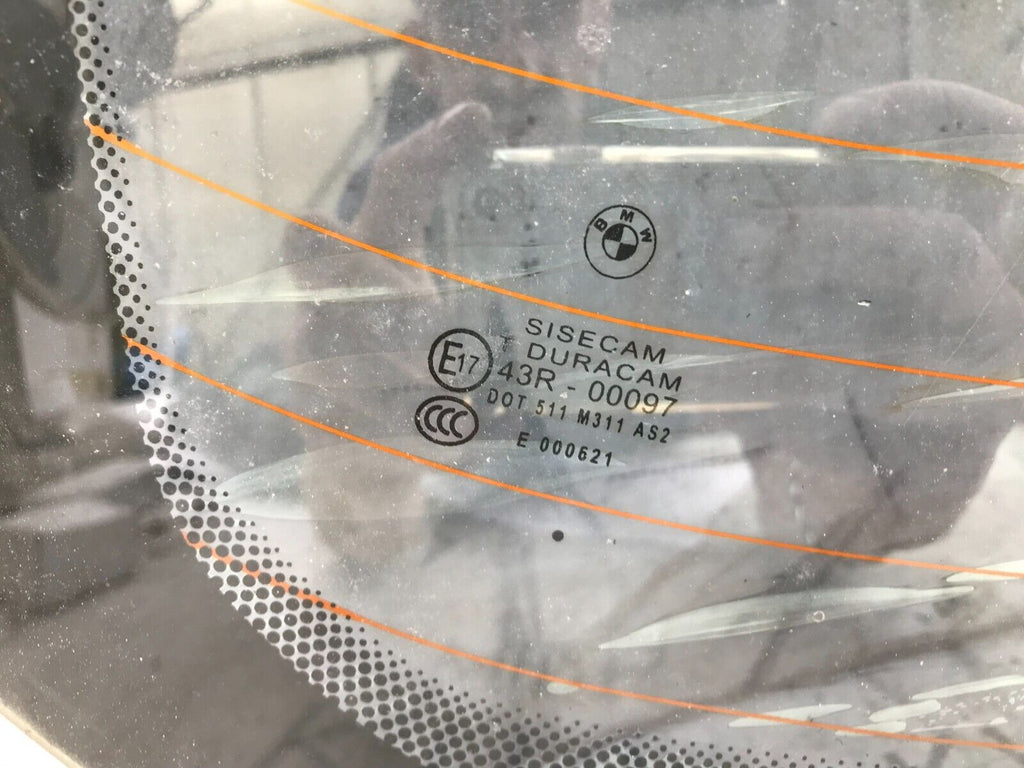 BMW
SISECAM
T DURACAM
E17 43R - 00097
CCC DOT 511 M311 AS2
E 000621